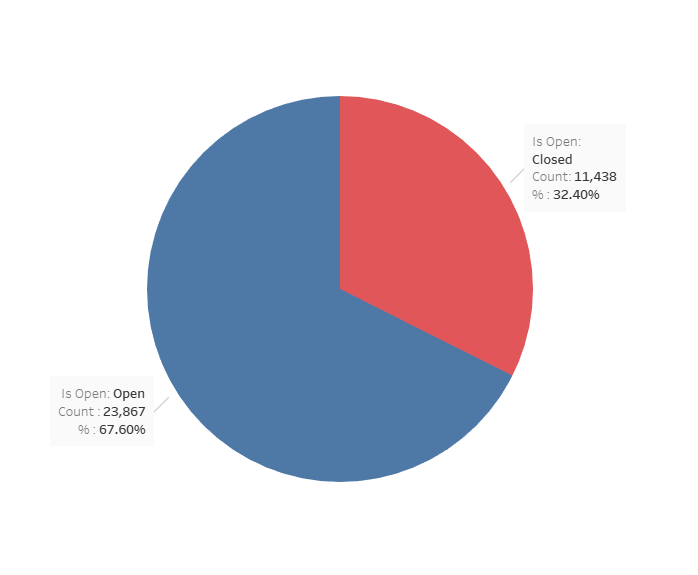 Is Open:
Closed
Count: 11,438
% : 32.40%
Is Open: Open
Count : 23,867
% : 67.60%